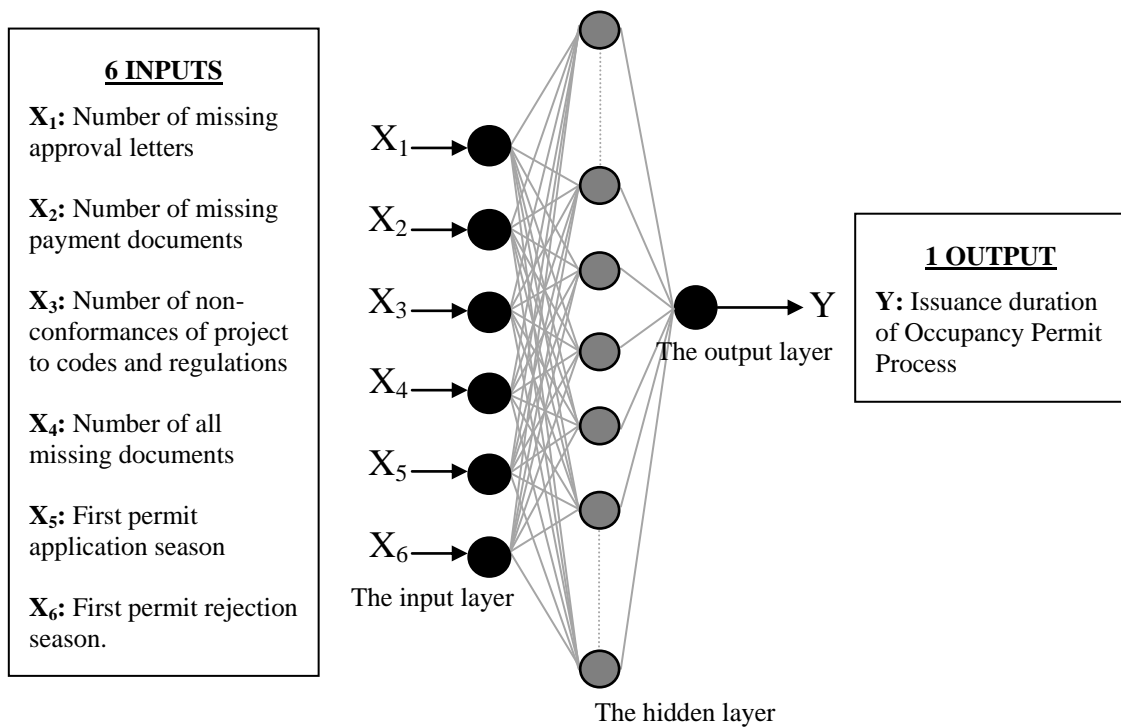 6 INPUTS
X1: Number of missing
approval letters
X2: Number of missing
payment documents
X3: Number of non-
conformances of project
to codes and regulations
X4: Number of all
missing documents
X5: First permit
application season
X6: First permit rejection
season.
X1
X2
X3
X4
X5
X6
The input layer
The hidden layer
The output layer
Y
1 OUTPUT
Y: Issuance duration
of Occupancy Permit
Process